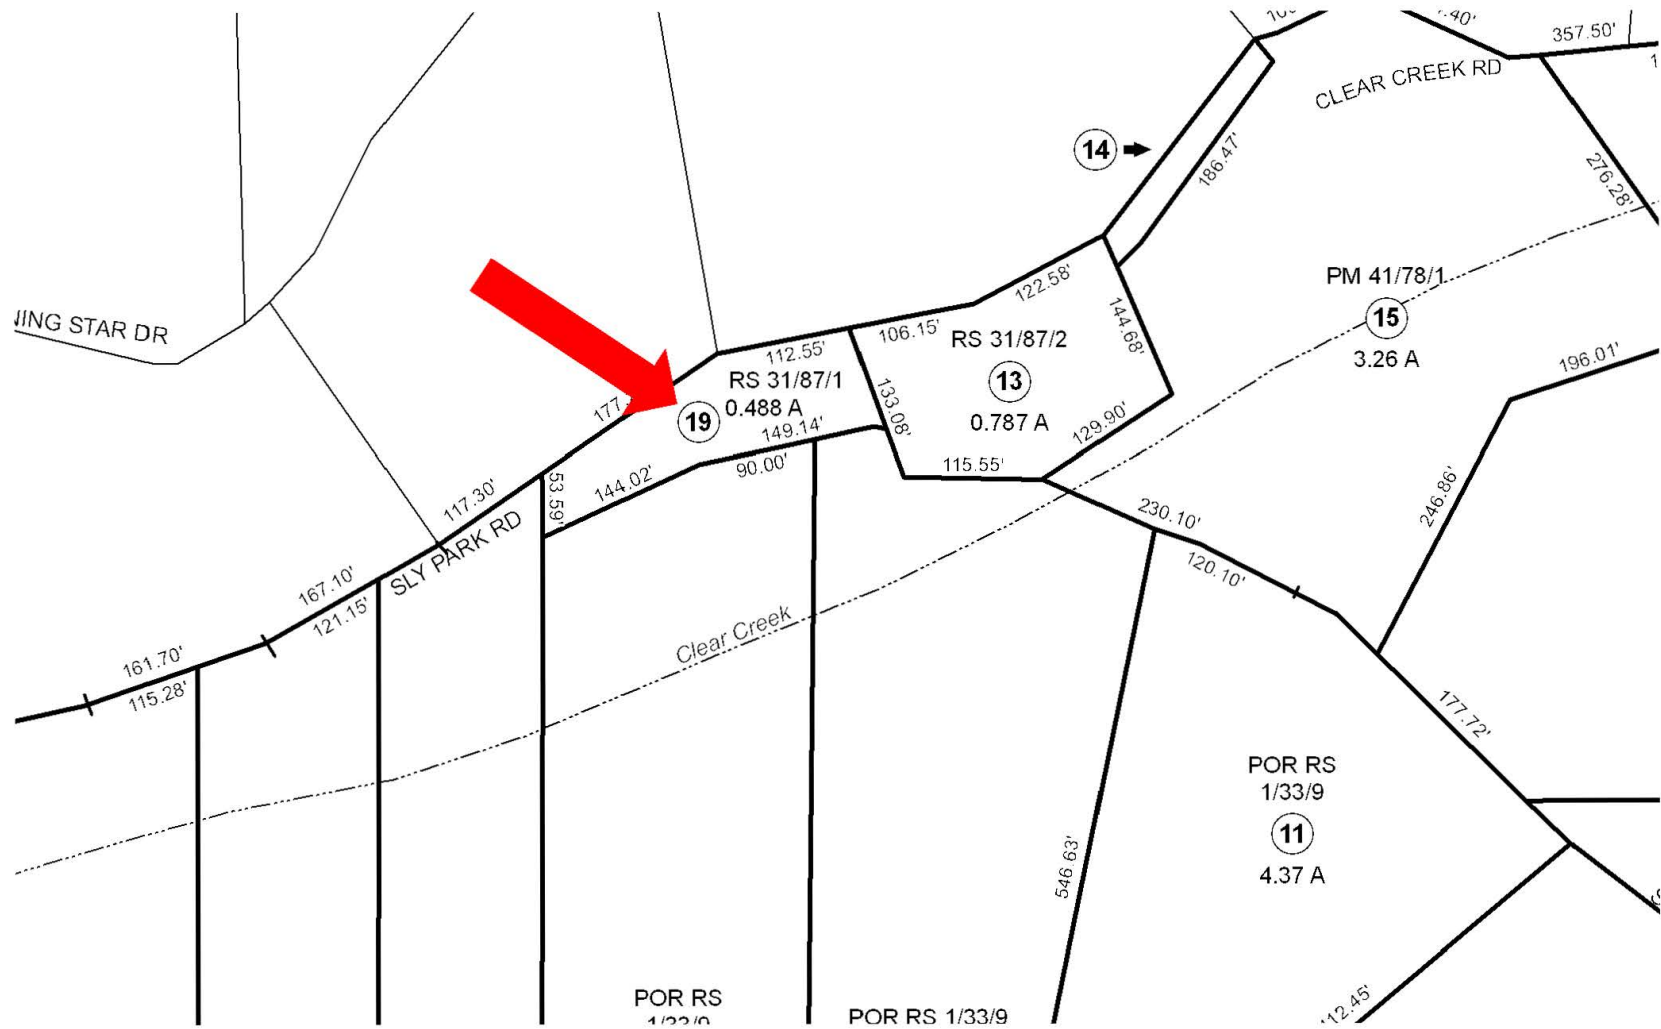 357.50'
CLEAR CREEK RD
14
186.47'
276.28'
PM 41/78/1
15
3.26 A
STAR DR
122.58'
144.68'
106.15'
RS 31/87/2
13
0.787 A
112.55'
RS 31/87/1
19
0.488 A
133.08'
149.14'
129.90'
196.01'
90.00'
115.55'
144.02'
53.59'
117.30'
SLY PARK RD
246.86'
230.10'
120.10'
167.10'
121.15'
Clear Creek
161.70'
115.28'
177.72'
POR RS
1/33/9
11
4.37 A
546.63'
POR RS
POR RS 1/33/9